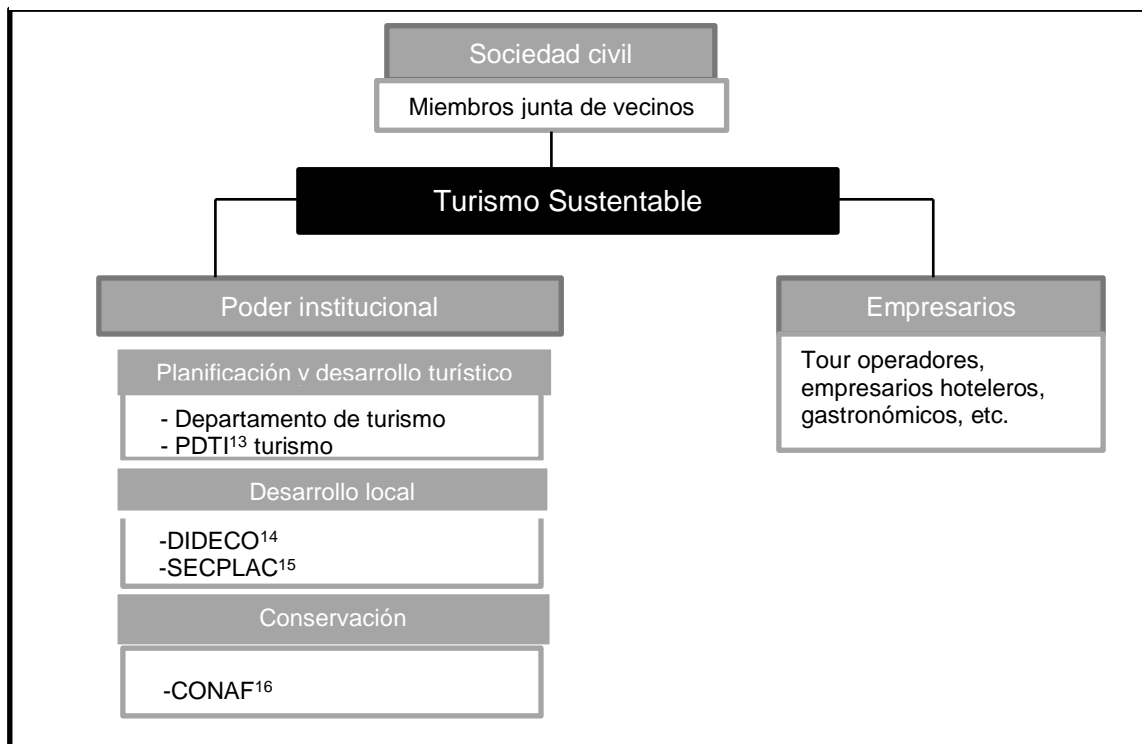 Sociedad civil
Miembros junta de vecinos
Turismo Sustentable
Poder institucional
Planificación y desarrollo turístico
- Departamento de turismo
- PDTI¹³ turismo
Desarrollo local
-DIDECO¹⁴
-SECPLAC¹⁵
Conservación
-CONAF¹⁶
Empresarios
Tour operadores,
empresarios hoteleros,
gastronómicos, etc.